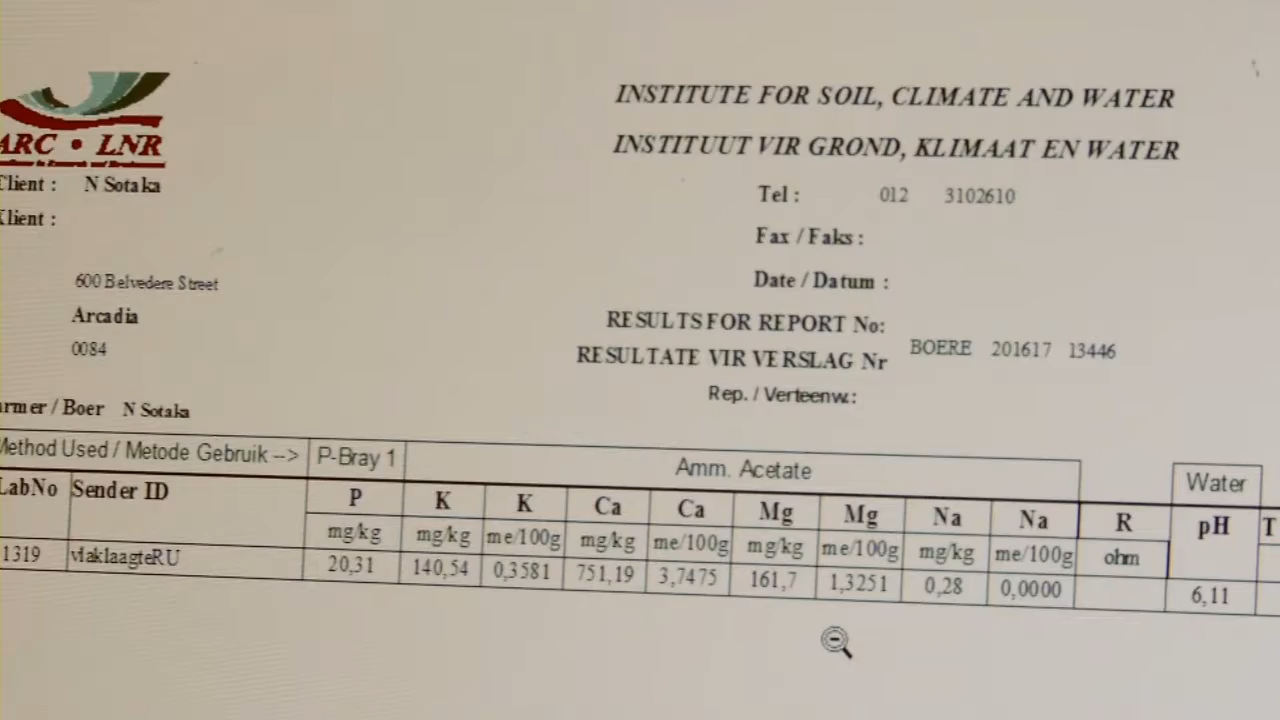 INSTITUTE FOR SOIL, CLIMATE AND WATER
INSTITUUT VIR GROND, KLIMAAT EN WATER
ARC • LNR
Client : N Sotaka
Klient :
Tel : 012 3102610
Fax / Faks :
Date / Datum :
600 Belvedere Street
Arcadia
0084
RESULTS FOR REPORT No:
RESULTATE VIR VERSLAG Nr
BOERE 201617 13446
Rep. / Verteenw.:
armer / Boer N Sotaka
Method Used / Metode Gebruik --> P-Bray 1 Amm. Acetate Water
LabNo Sender ID P K K Ca Ca Mg Mg Na Na R pH T
mg/kg mg/kg me/100g mg/kg me/100g mg/kg me/100g mg/kg me/100g ohm
1319 vlaklaagteRU 20,31 140,54 0,3581 751,19 3,7475 161,7 1,3251 0,28 0,0000 6,11